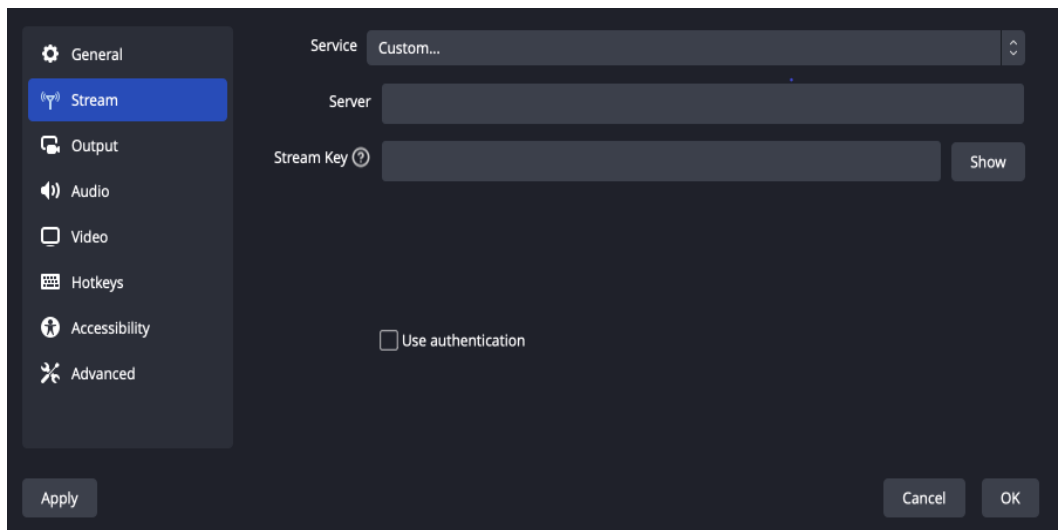 General
Stream
Output
Audio
Video
Hotkeys
Accessibility
Advanced
Service Custom...
Server
Stream Key ?
Show
Use authentication
Apply
Cancel
OK